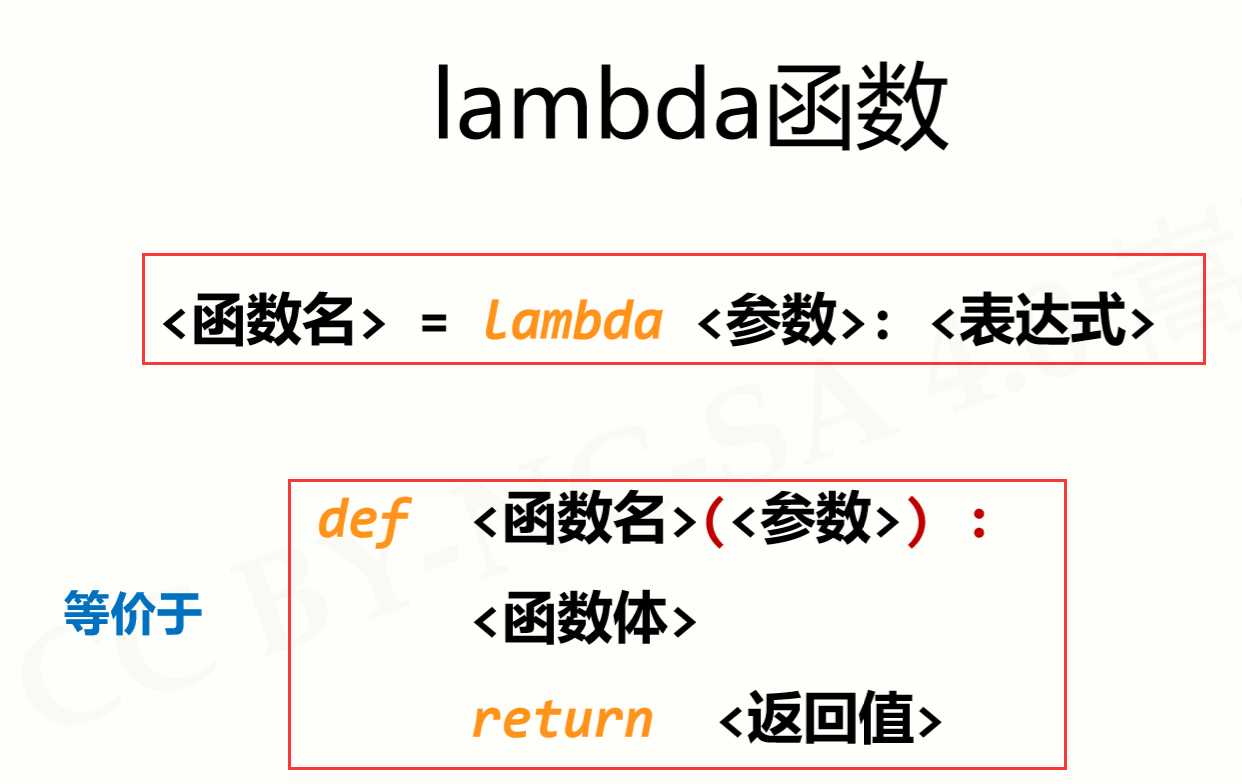 lambda函数
<函数名> = lambda <参数>: <表达式>
def <函数名>(<参数>) :
等价于
<函数体>
return <返回值>
CC BY-NC-SA 4.0 嵩